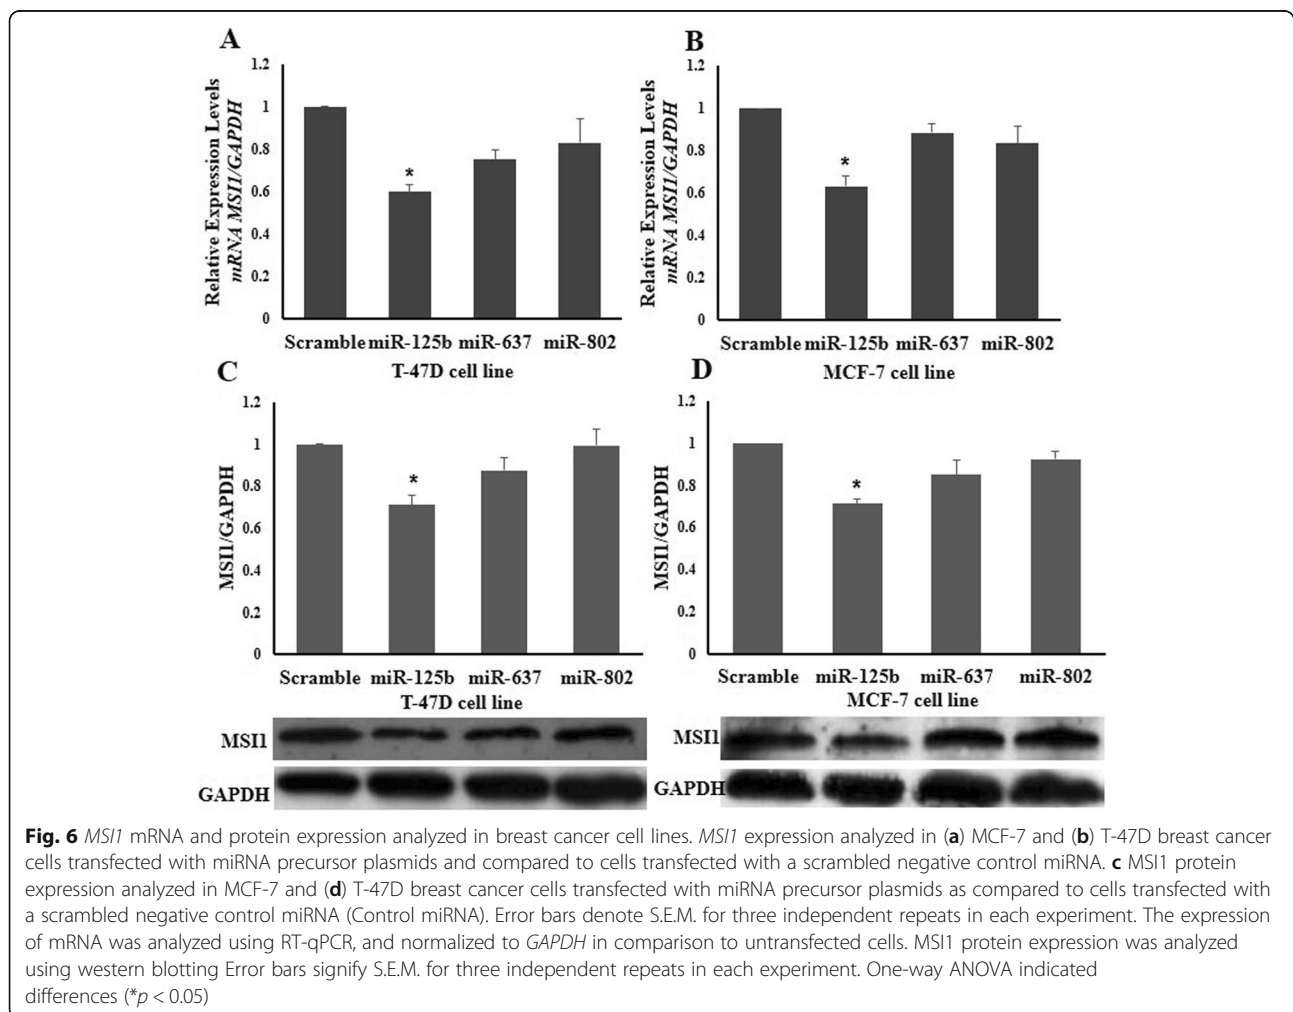 A
Relative Expression Levels
mRNA MSI1/GAPDH
1.2
1
0.8
0.6
0.4
0.2
0
*
Scramble miR-125b miR-637 miR-802
T-47D cell line
B
Relative Expression Levels
mRNA MSI1/GAPDH
1.2
1
0.8
0.6
0.4
0.2
0
*
Scramble miR-125b miR-637 miR-802
MCF-7 cell line
C
MSI1/GAPDH
1.2
1
0.8
0.6
0.4
0.2
0
*
Scramble miR-125b miR-637 miR-802
T-47D cell line
MSI1
GAPDH
D
MSI1/GAPDH
1.2
1
0.8
0.6
0.4
0.2
0
*
Scramble miR-125b miR-637 miR-802
MCF-7 cell line
MSI1
GAPDH
Fig. 6 MSI1 mRNA and protein expression analyzed in breast cancer cell lines. MSI1 expression analyzed in (a) MCF-7 and (b) T-47D breast cancer
cells transfected with miRNA precursor plasmids and compared to cells transfected with a scrambled negative control miRNA. c MSI1 protein
expression analyzed in MCF-7 and (d) T-47D breast cancer cells transfected with miRNA precursor plasmids as compared to cells transfected with
a scrambled negative control miRNA (Control miRNA). Error bars denote S.E.M. for three independent repeats in each experiment. The expression
of mRNA was analyzed using RT-qPCR, and normalized to GAPDH in comparison to untransfected cells. MSI1 protein expression was analyzed
using western blotting Error bars signify S.E.M. for three independent repeats in each experiment. One-way ANOVA indicated
differences (*p < 0.05)